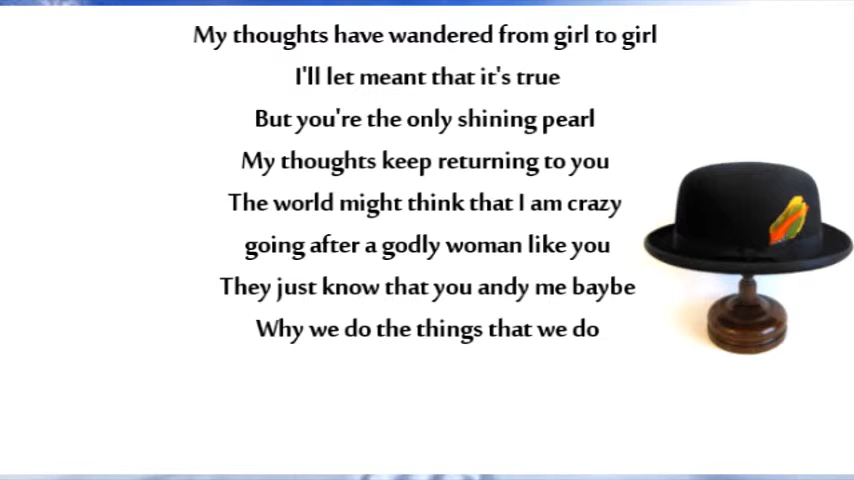 My thoughts have wandered from girl to girl
I'll let meant that it's true
But you're the only shining pearl
My thoughts keep returning to you
The world might think that I am crazy
going after a godly woman like you
They just know that you andy me baybe
Why we do the things that we do